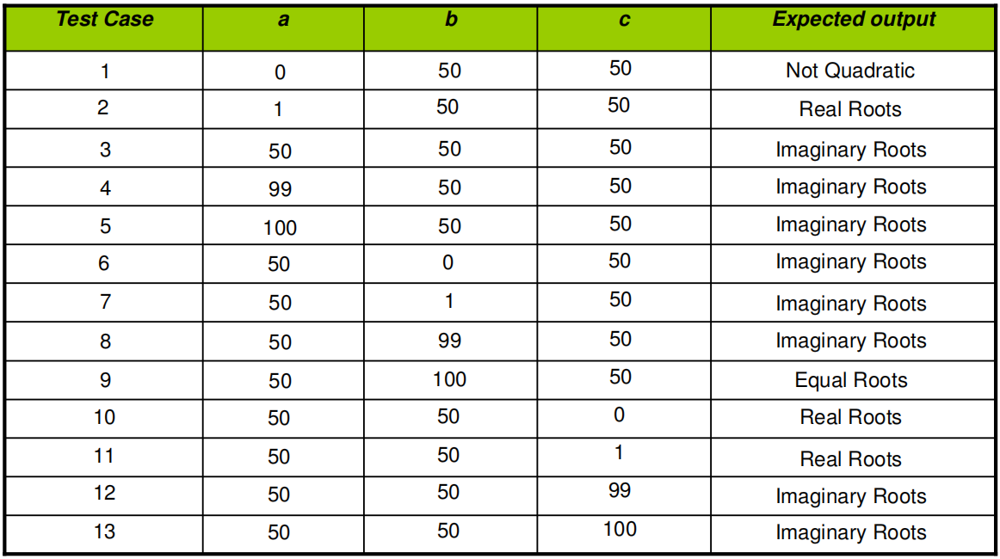 Test Case a b c Expected output
1 0 50 50 Not Quadratic
2 1 50 50 Real Roots
3 50 50 50 Imaginary Roots
4 99 50 50 Imaginary Roots
5 100 50 50 Imaginary Roots
6 50 0 50 Imaginary Roots
7 50 1 50 Imaginary Roots
8 50 99 50 Imaginary Roots
9 50 100 50 Equal Roots
10 50 50 0 Real Roots
11 50 50 1 Real Roots
12 50 50 99 Imaginary Roots
13 50 50 100 Imaginary Roots